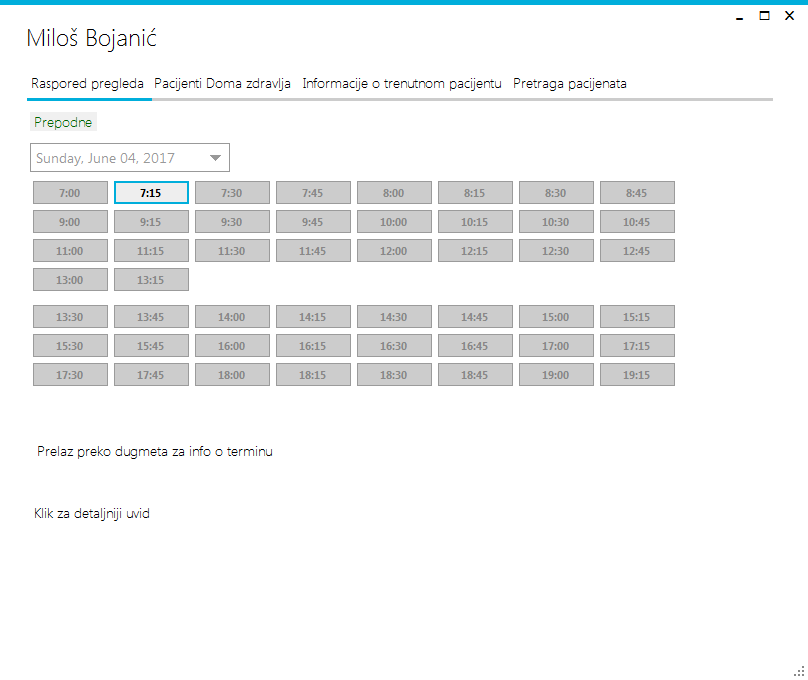 Miloš Bojanić
Raspored pregleda Pacijenti Doma zdravlja Informacije o trenutnom pacijentu Pretraga pacijenata
Prepodne
Sunday, June 04, 2017
7:00 7:15 7:30 7:45 8:00 8:15 8:30 8:45
9:00 9:15 9:30 9:45 10:00 10:15 10:30 10:45
11:00 11:15 11:30 11:45 12:00 12:15 12:30 12:45
13:00 13:15
13:30 13:45 14:00 14:15 14:30 14:45 15:00 15:15
15:30 15:45 16:00 16:15 16:30 16:45 17:00 17:15
17:30 17:45 18:00 18:15 18:30 18:45 19:00 19:15
Prelaz preko dugmeta za info o terminu
Klik za detaljniji uvid